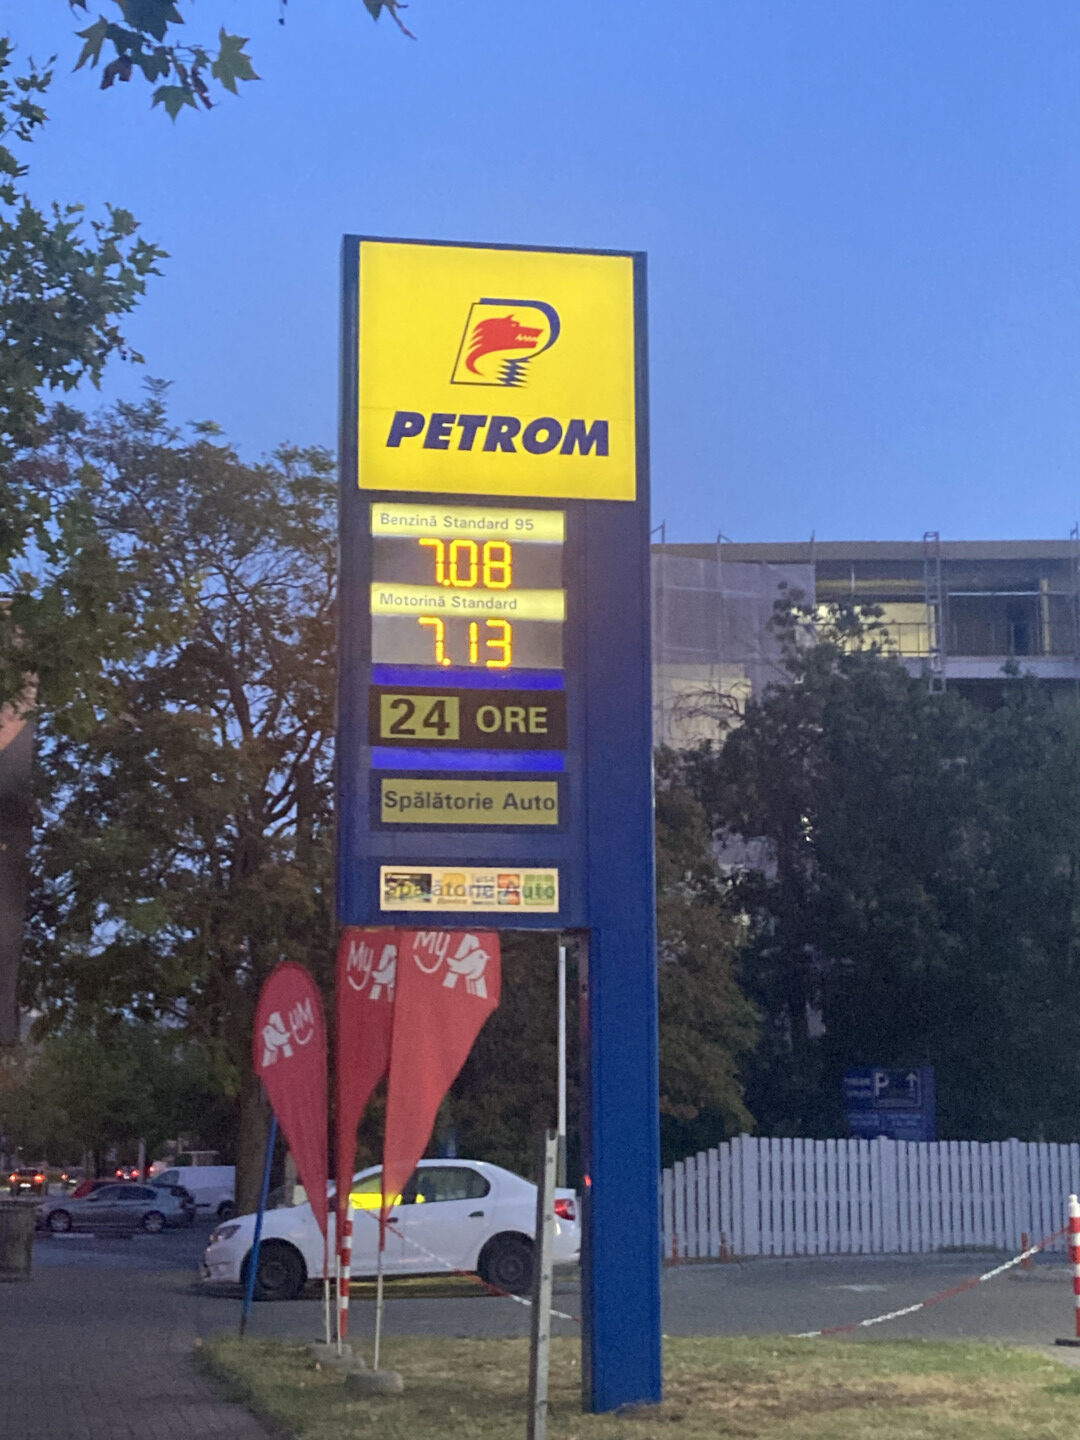 PETROM
Benzină Standard 95
7.08
Motorină Standard
7.13
24 ORE
Spălătorie Auto
Spălătorie Auto
My
My
My
P